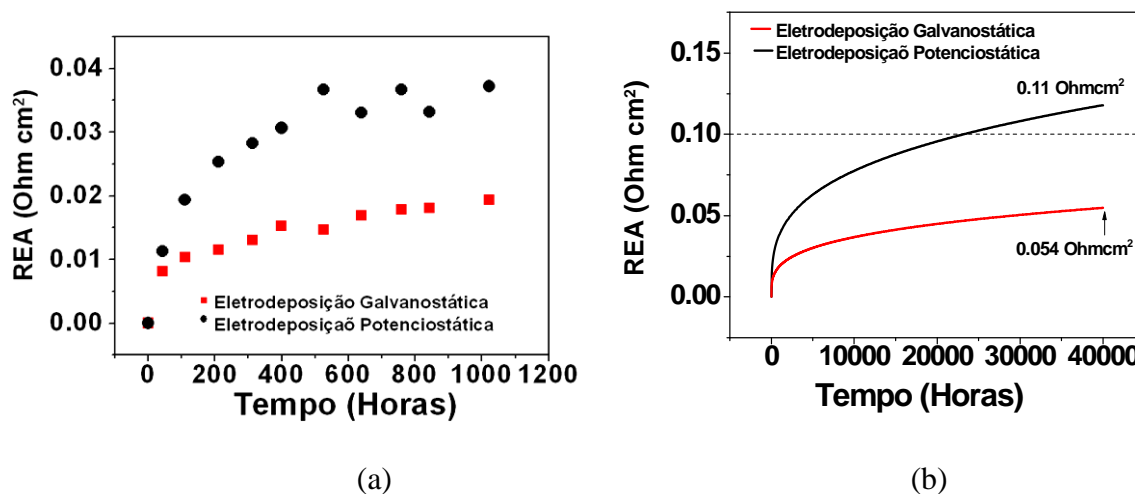 0.04
0.03
0.02
0.01
0.00
REA (Ohm cm²)
Eletrodeposição Galvanostática
Eletrodeposiçaõ Potenciostática
0 200 400 600 800 1000 1200
Tempo (Horas)
(a)
0.15
0.10
0.05
0.00
REA (Ohm cm²)
Eletrodeposição Galvanostática
Eletrodeposiçaõ Potenciostática
0.11 Ohmcm²
0.054 Ohmcm²
0 10000 20000 30000 40000
Tempo (Horas)
(b)